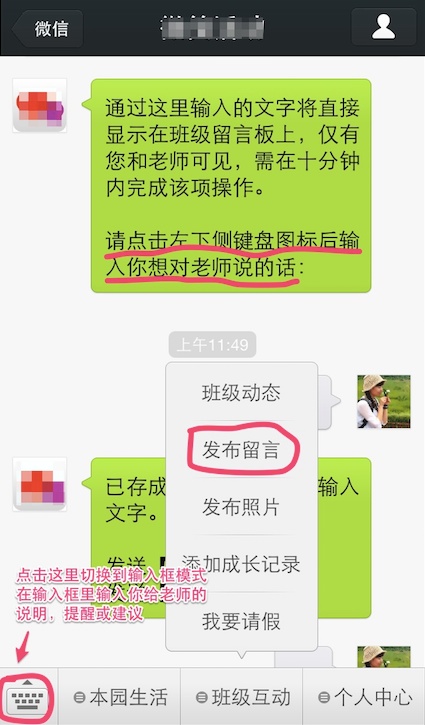 微信
通过这里输入的文字将直接
显示在班级留言板上，仅有
您和老师可见，需在十分钟
内完成该项操作。
请点击左下侧键盘图标后输
入你想对老师说的话：
上午11:49
班级动态
发布留言
发布照片
添加成长记录
我要请假
已存成
输入
文字。
发送
点击这里切换到输入框模式
在输入框里输入你给老师的
说明，提醒或建议
本园生活
班级互动
个人中心